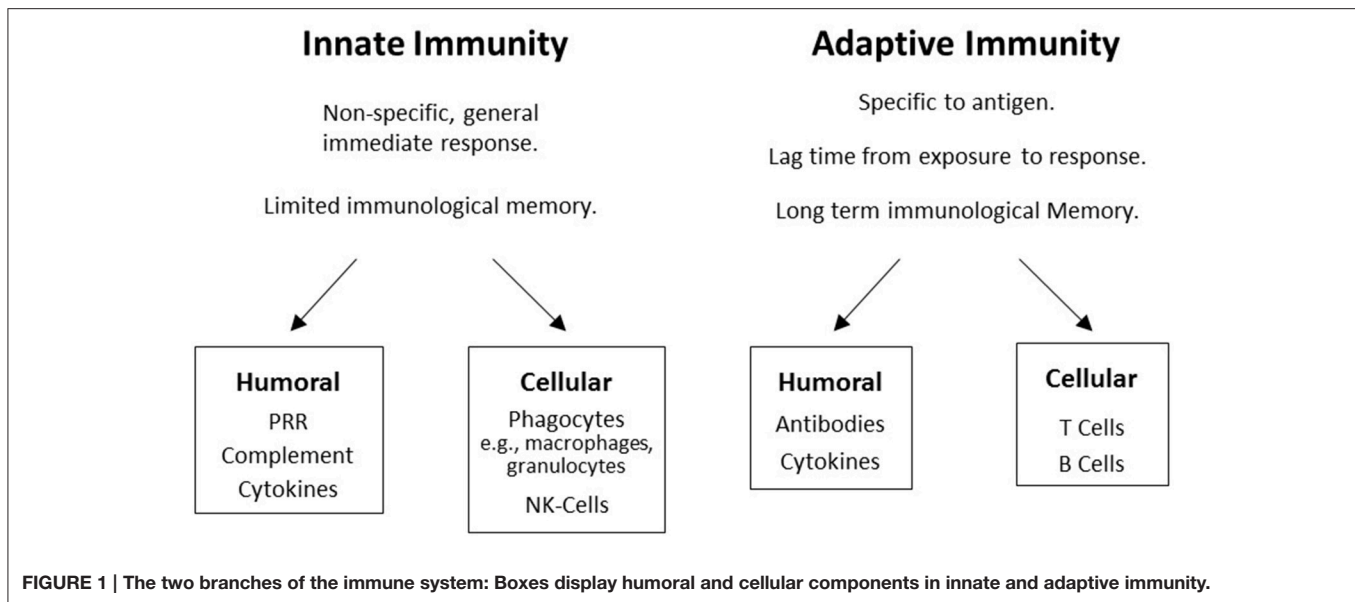 Innate Immunity
Non-specific, general
immediate response.
Limited immunological memory.
Humoral
PRR
Complement
Cytokines
Cellular
Phagocytes
e.g., macrophages,
granulocytes
NK-Cells
Adaptive Immunity
Specific to antigen.
Lag time from exposure to response.
Long term immunological Memory.
Humoral
Antibodies
Cytokines
Cellular
T Cells
B Cells
FIGURE 1 | The two branches of the immune system: Boxes display humoral and cellular components in innate and adaptive immunity.